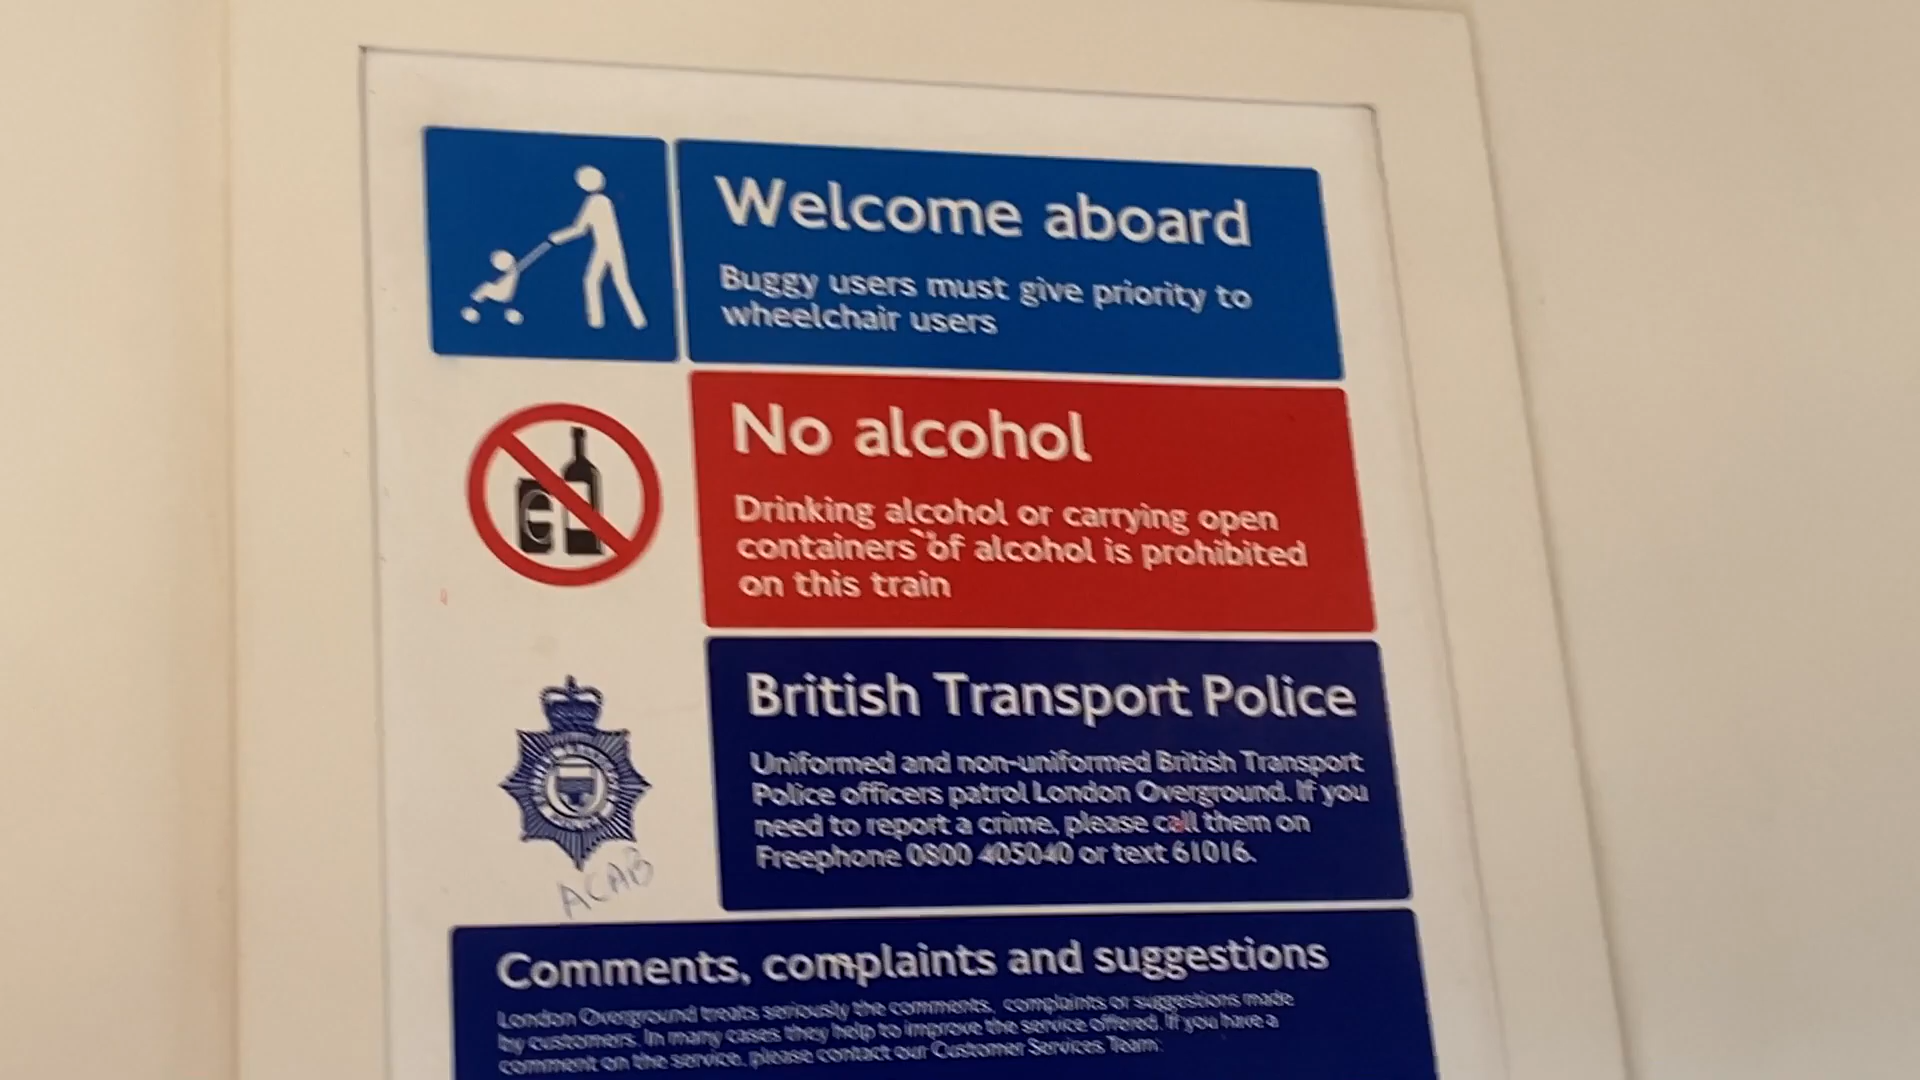 Welcome aboard
Buggy users must give priority to
wheelchair users
No alcohol
Drinking alcohol or carrying open
containers of alcohol is prohibited
on this train
British Transport Police
Uniformed and non-uniformed British Transport
Police officers patrol London Overground. If you
need to report a crime, please call them on
Freephone 0800 405040 or text 61016.
ACAB
Comments, complaints and suggestions
London Overground treats seriously the comments, complaints or suggestions made
by customers. In many cases they help to improve the service offered. If you have a
comment on the service, please contact our Customer Services Team: